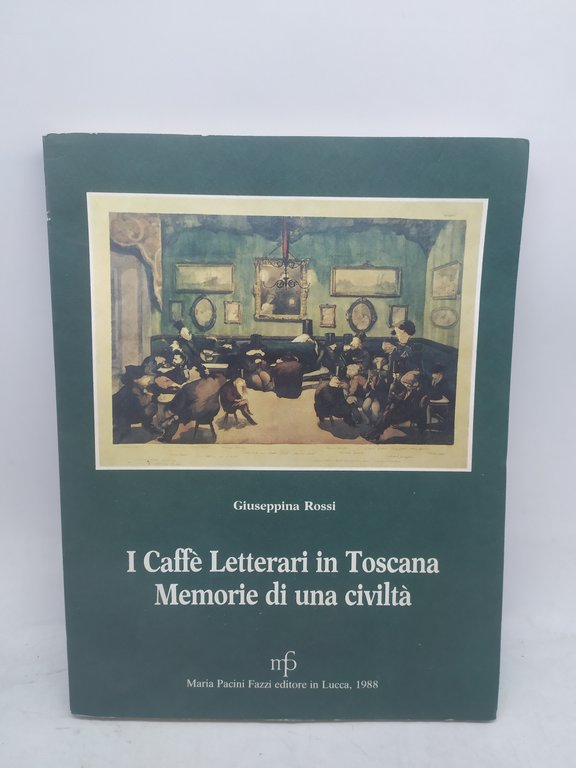 Giuseppina Rossi
I Caffè Letterari in Toscana
Memorie di una civiltà
mpf
Maria Pacini Fazzi editore in Lucca, 1988